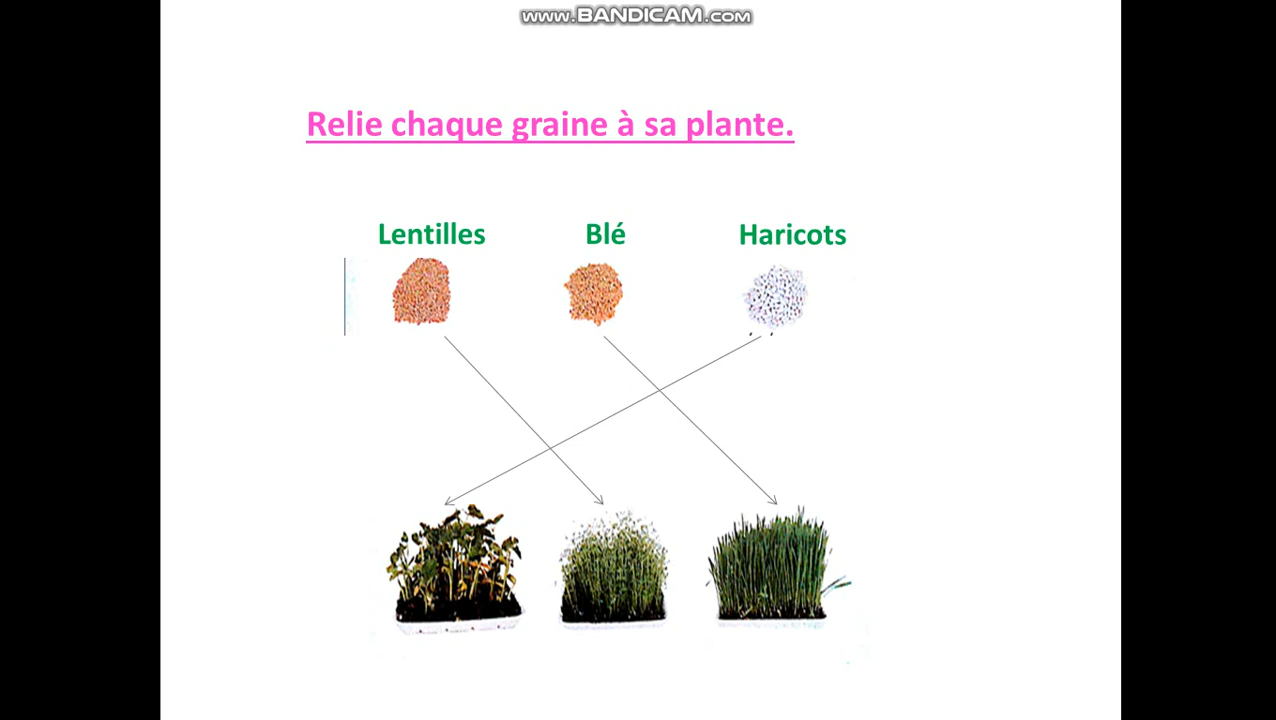 www.BANDICAM.com
Relie chaque graine à sa plante.
Lentilles Blé Haricots